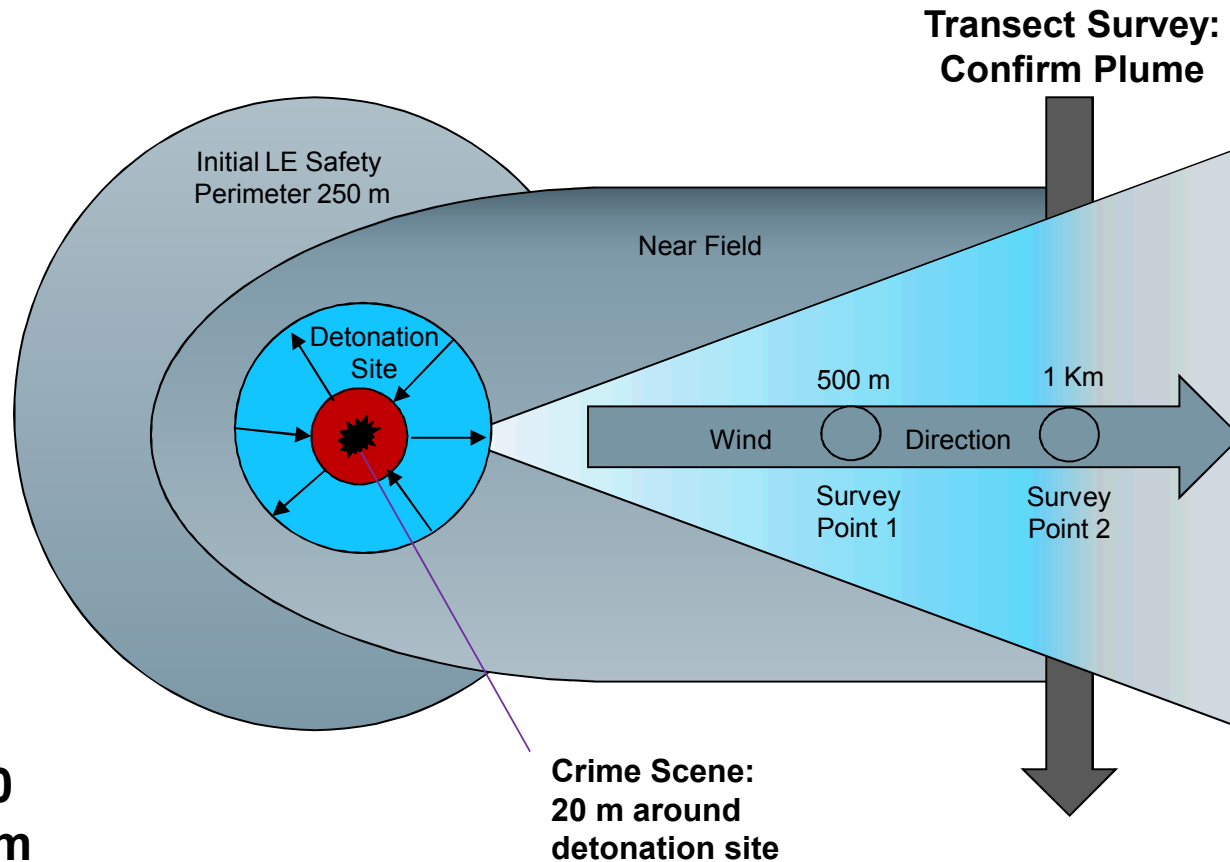 Transect Survey:
Confirm Plume
Initial LE Safety
Perimeter 250 m
Near Field
Detonation
Site
500 m
1 Km
Wind
Direction
Survey
Point 1
Survey
Point 2
Crime Scene:
20 m around
detonation site
0
m